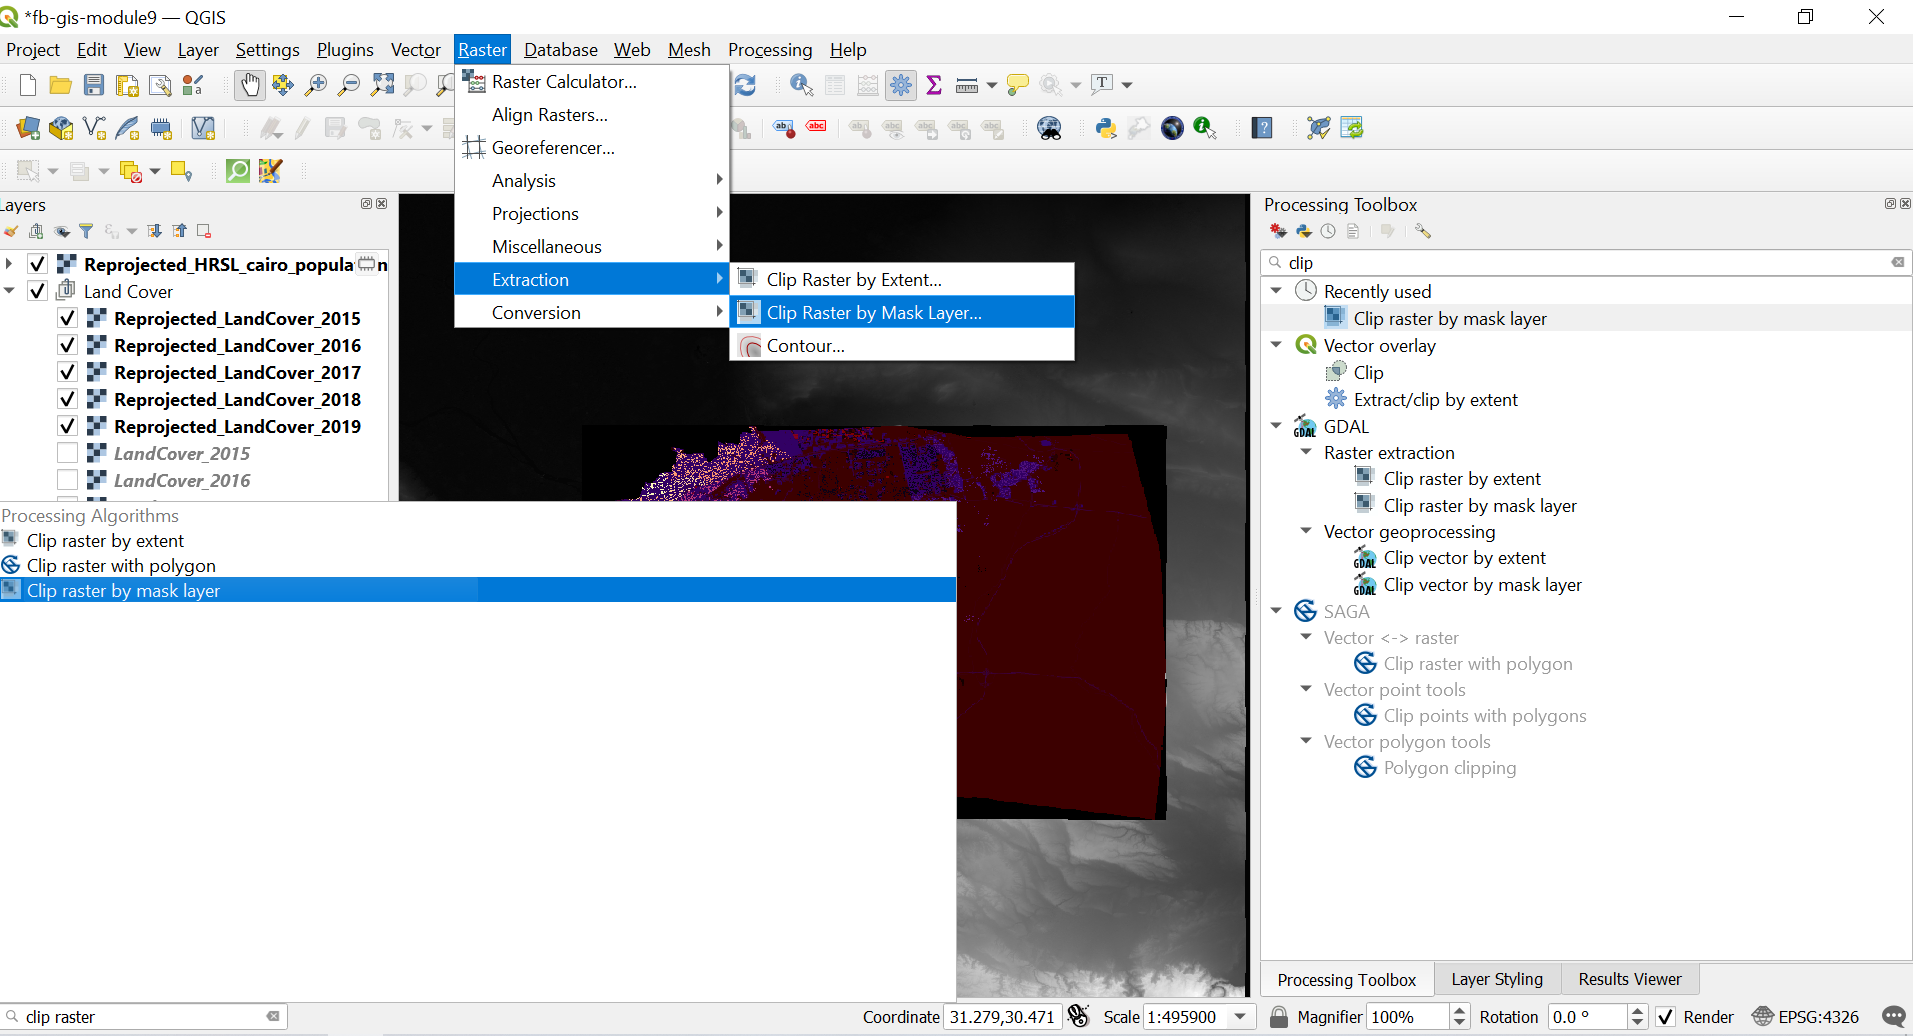 *fb-gis-module9 — QGIS
Project Edit View Layer Settings Plugins Vector Raster Database Web Mesh Processing Help
Raster Calculator...
Align Rasters...
Georeferencer...
Analysis
Projections
Miscellaneous
Extraction
Conversion
Clip Raster by Extent...
Clip Raster by Mask Layer...
Contour...
Layers
Reprojected_HRSL_cairo_popula n
Land Cover
Reprojected_LandCover_2015
Reprojected_LandCover_2016
Reprojected_LandCover_2017
Reprojected_LandCover_2018
Reprojected_LandCover_2019
LandCover_2015
LandCover_2016
Processing Algorithms
Clip raster by extent
Clip raster with polygon
Clip raster by mask layer
Processing Toolbox
clip
Recently used
Clip raster by mask layer
Vector overlay
Clip
Extract/clip by extent
GDAL
Raster extraction
Clip raster by extent
Clip raster by mask layer
Vector geoprocessing
Clip vector by extent
Clip vector by mask layer
SAGA
Vector <-> raster
Clip raster with polygon
Vector point tools
Clip points with polygons
Vector polygon tools
Polygon clipping
Processing Toolbox Layer Styling Results Viewer
clip raster
Coordinate 31.279,30.471 Scale 1:495900 Magnifier 100% Rotation 0.0 ° Render EPSG:4326